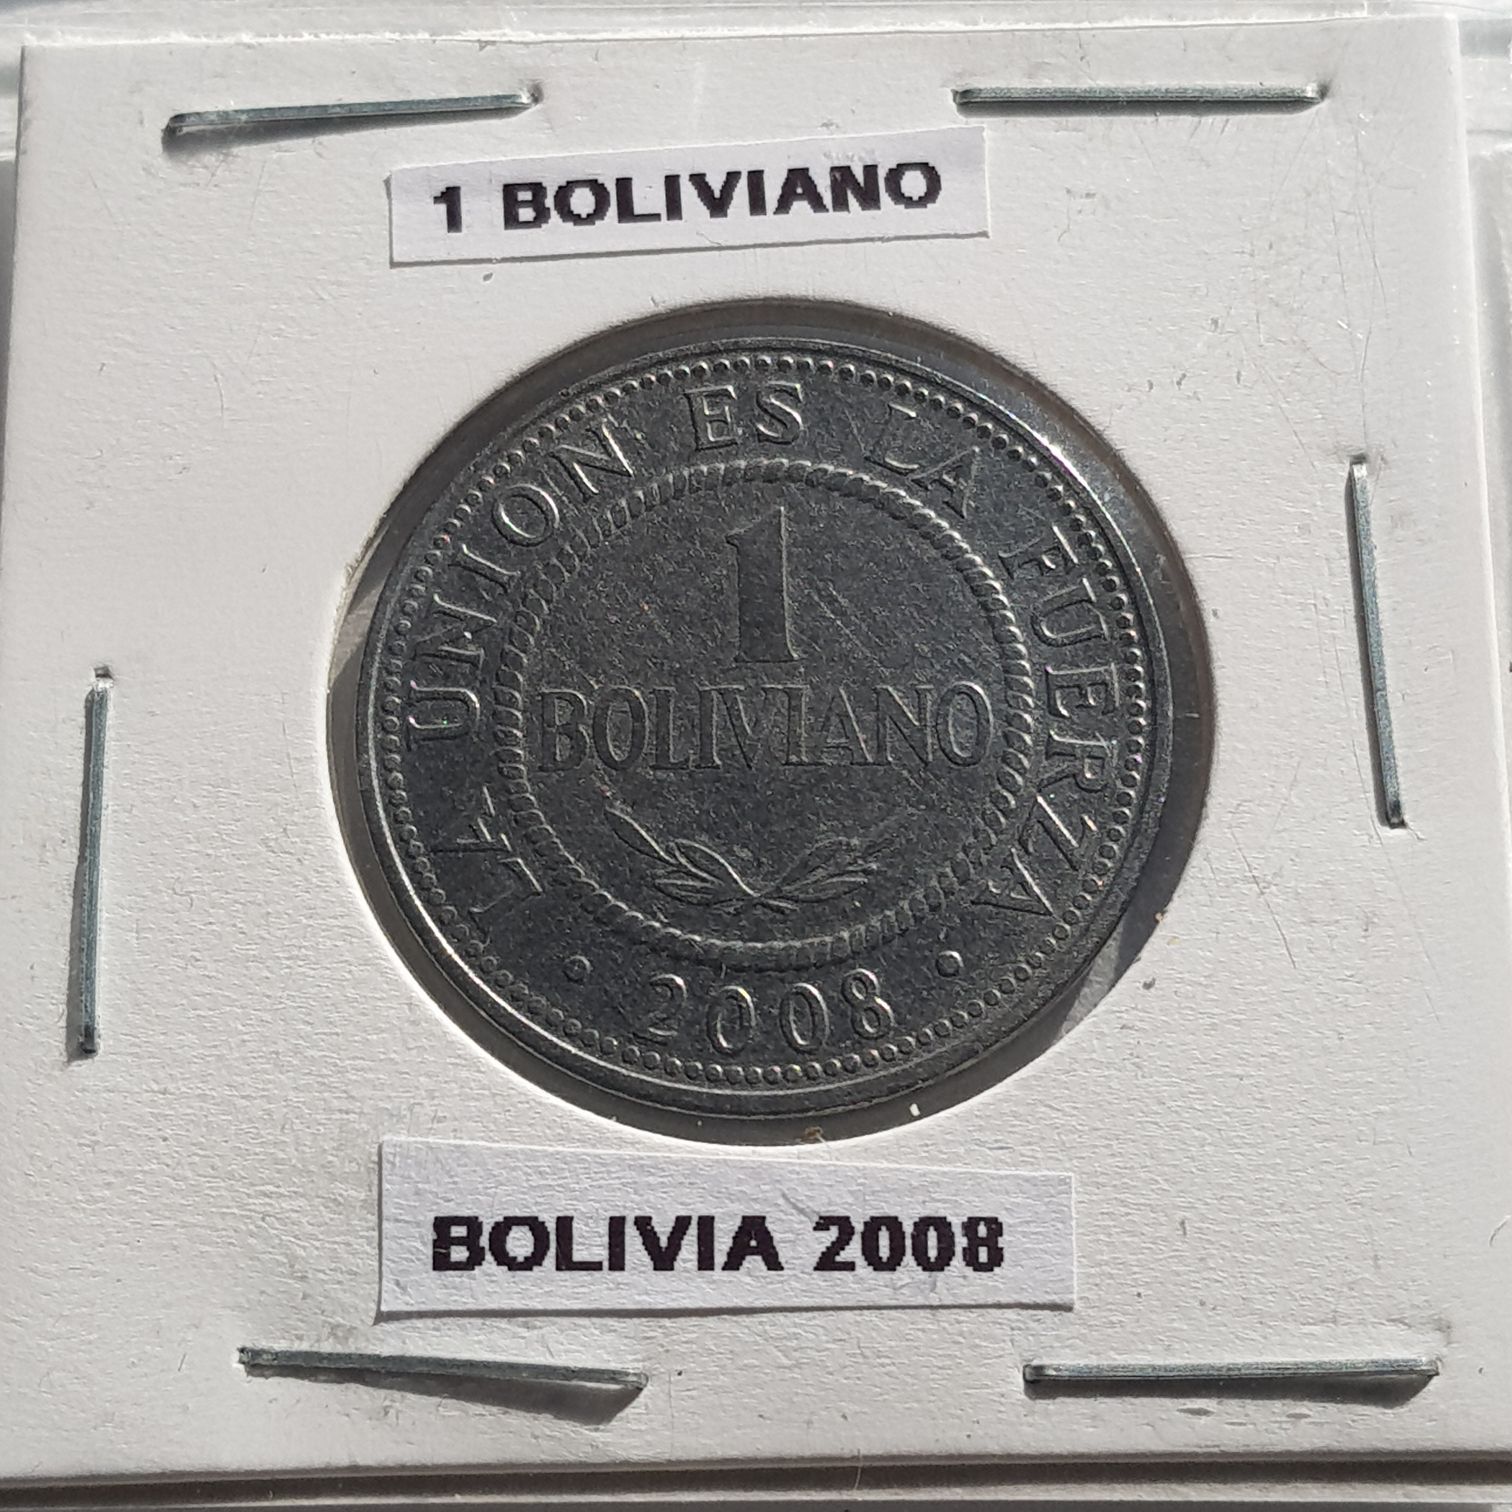 1 BOLIVIANO
LA UNION ES LA FUERZA
1
BOLIVIANO
2008
BOLIVIA 2008